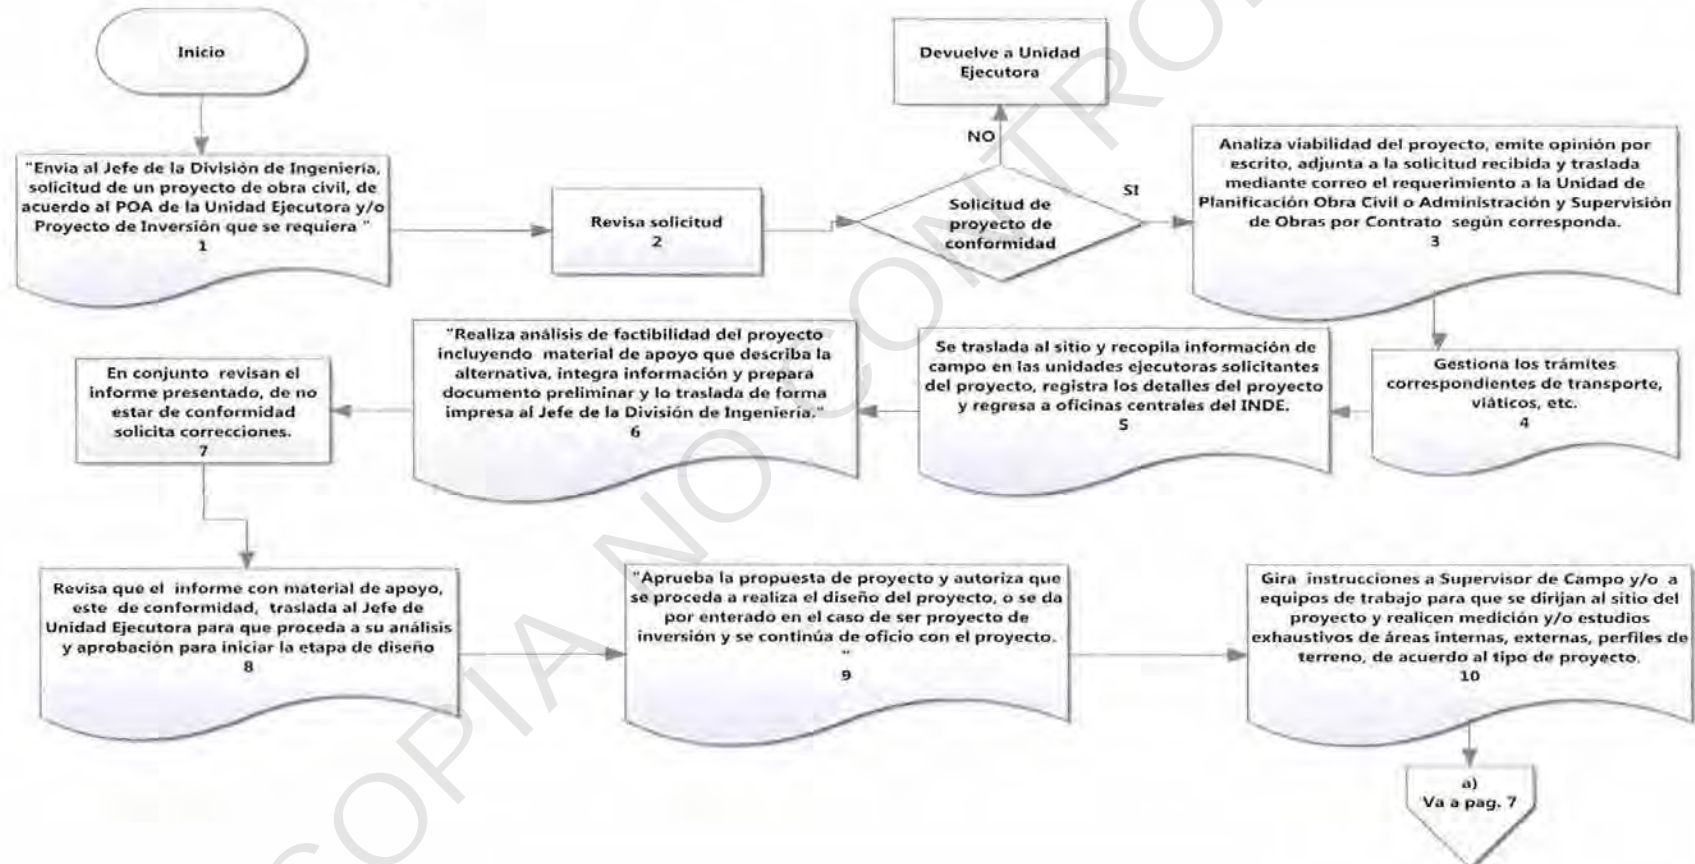 Inicio
"Envia al Jefe de la División de Ingeniería,
solicitud de un proyecto de obra civil, de
acuerdo al POA de la Unidad Ejecutora y/o
Proyecto de Inversión que se requiera "
1
Revisa solicitud
2
Solicitud de
proyecto de
conformidad
NO
Devuelve a Unidad
Ejecutora
SI
Analiza viabilidad del proyecto, emite opinión por
escrito, adjunta a la solicitud recibida y traslada
mediante correo el requerimiento a la Unidad de
Planificación Obra Civil o Administración y Supervisión
de Obras por Contrato según corresponda.
3
Gestiona los trámites
correspondientes de transporte,
viáticos, etc.
4
Se traslada al sitio y recopila información de
campo en las unidades ejecutoras solicitantes
del proyecto, registra los detalles del proyecto
y regresa a oficinas centrales del INDE.
5
"Realiza análisis de factibilidad del proyecto
incluyendo material de apoyo que describa la
alternativa, integra información y prepara
documento preliminar y lo traslada de forma
impresa al Jefe de la División de Ingeniería."
6
En conjunto revisan el
informe presentado, de no
estar de conformidad
solicita correcciones.
7
Revisa que el informe con material de apoyo,
este de conformidad, traslada al Jefe de
Unidad Ejecutora para que proceda a su análisis
y aprobación para iniciar la etapa de diseño
8
"Aprueba la propuesta de proyecto y autoriza que
se proceda a realiza el diseño del proyecto, o se da
por enterado en el caso de ser proyecto de
inversión y se continúa de oficio con el proyecto.
"
9
Gira instrucciones a Supervisor de Campo y/o a
equipos de trabajo para que se dirijan al sitio del
proyecto y realicen medición y/o estudios
exhaustivos de áreas internas, externas, perfiles de
terreno, de acuerdo al tipo de proyecto.
10
a)
Va a pag. 7
COPIA NO CONTRO